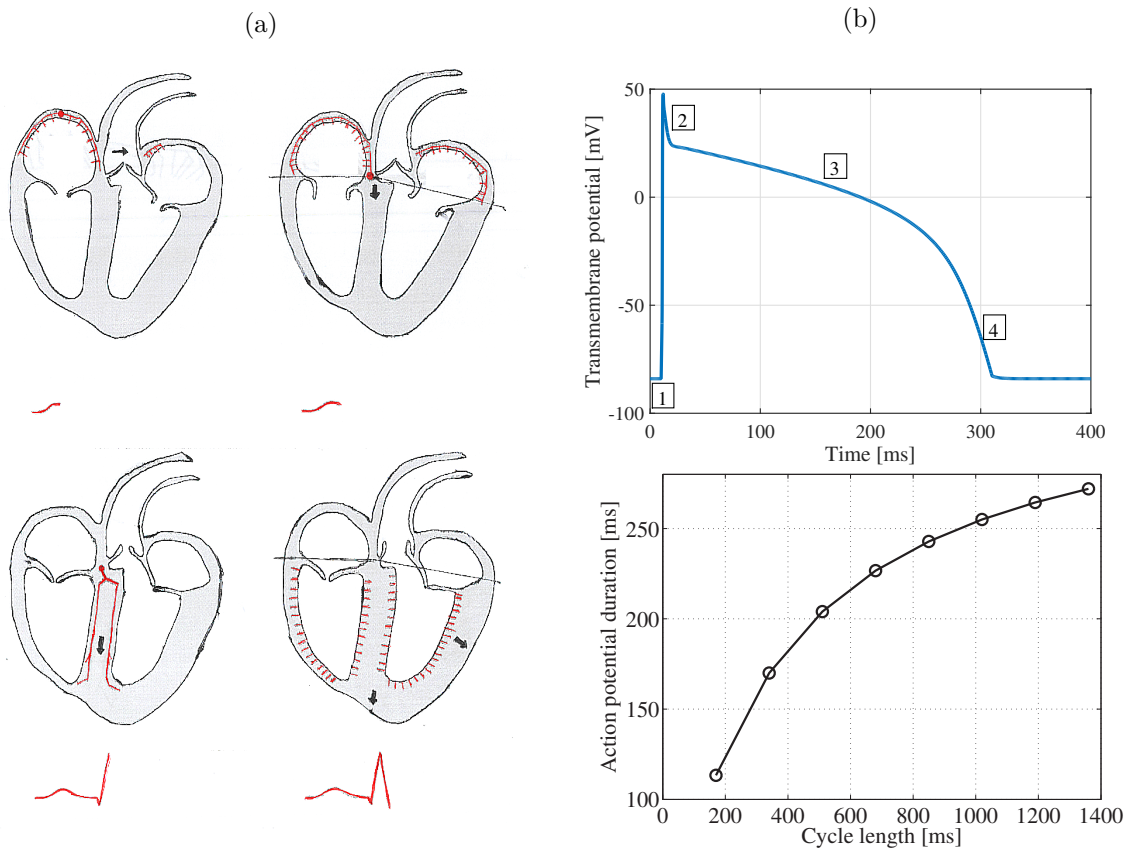 (a)
(b)
50
0
-50
-100
Transmembrane potential [mV]
1
2
3
4
0 100 200 300 400
Time [ms]
250
200
150
100
Action potential duration [ms]
0 200 400 600 800 1000 1200 1400
Cycle length [ms]